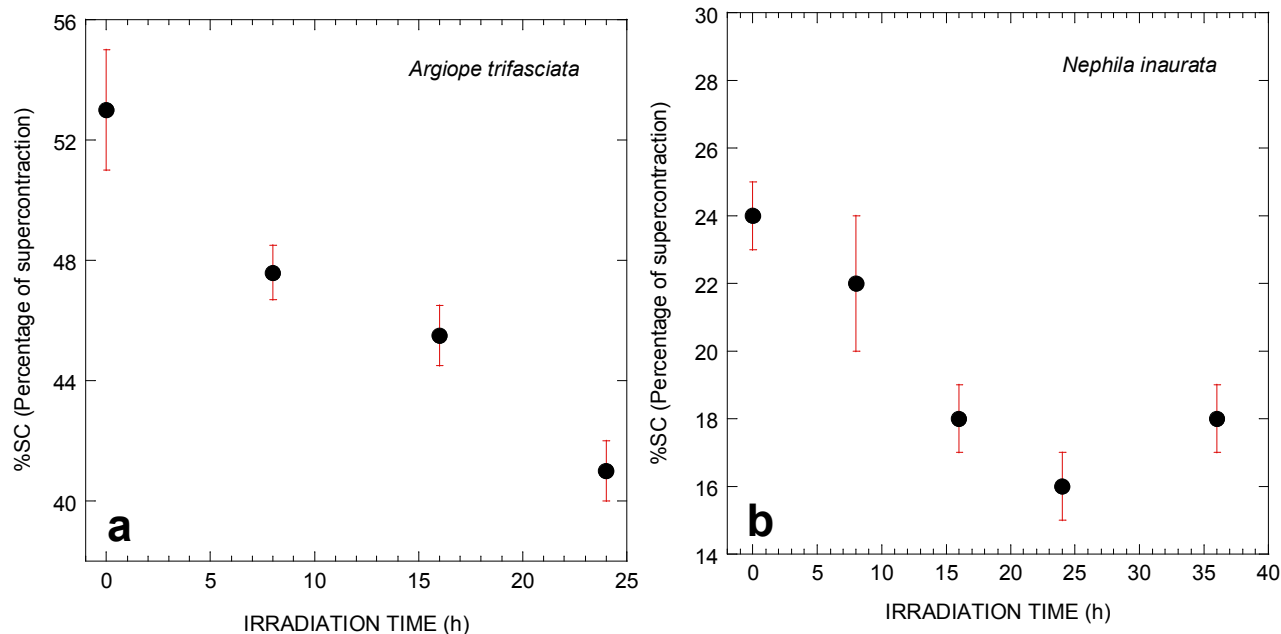 56
52
48
44
40
%SC (Percentage of supercontraction)
Argiope trifasciata
a
0 5 10 15 20 25
IRRADIATION TIME (h)
30
28
26
24
22
20
18
16
14
%SC (Percentage of supercontraction)
Nephila inaurata
b
0 5 10 15 20 25 30 35 40
IRRADIATION TIME (h)